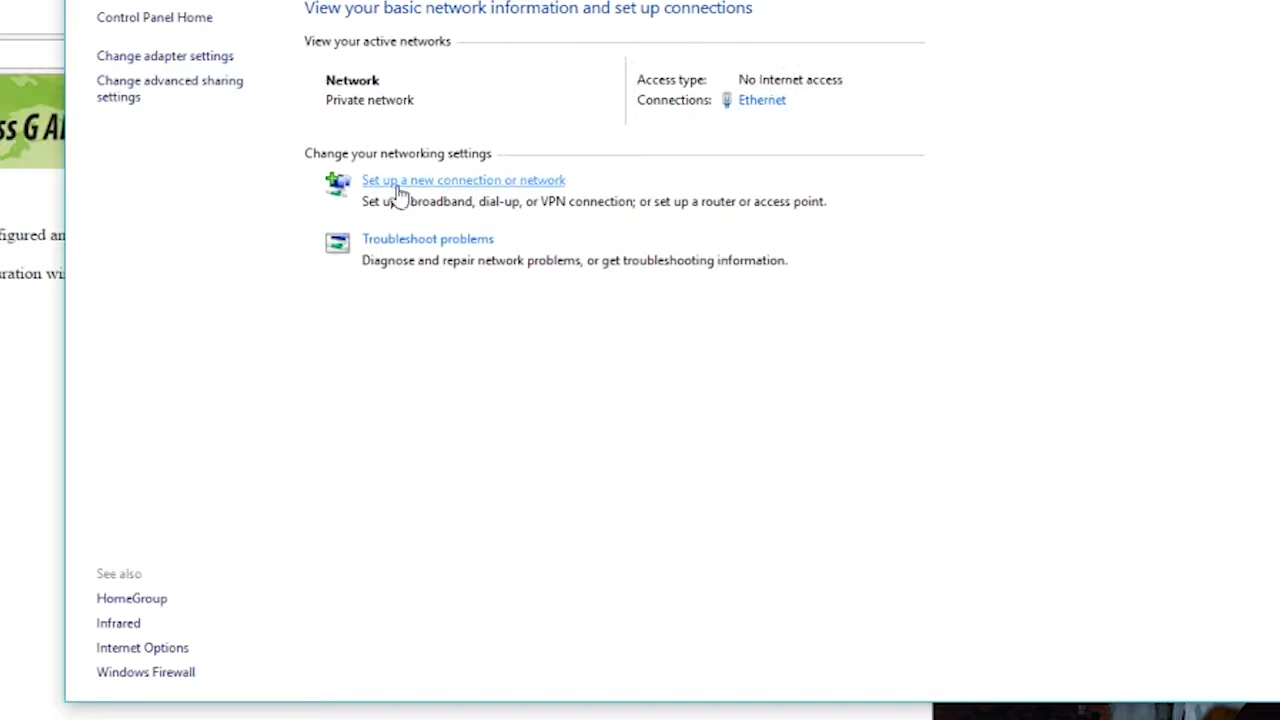 View your basic network information and set up connections
Control Panel Home
View your active networks
Change adapter settings
Change advanced sharing
settings
Network
Private network
Access type:
No Internet access
Connections:
Ethernet
Change your networking settings
Set up a new connection or network
Set up broadband, dial-up, or VPN connection; or set up a router or access point.
Troubleshoot problems
Diagnose and repair network problems, or get troubleshooting information.
See also
HomeGroup
Infrared
Internet Options
Windows Firewall